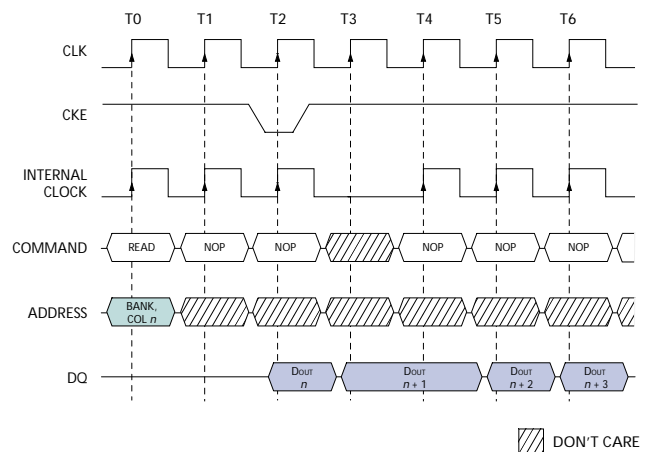 T0 T1 T2 T3 T4 T5 T6
CLK
CKE
INTERNAL
CLOCK
COMMAND READ NOP NOP NOP NOP NOP
ADDRESS BANK,
COL n
DQ DOUT DOUT DOUT DOUT
n n + 1 n + 2 n + 3
DON'T CARE